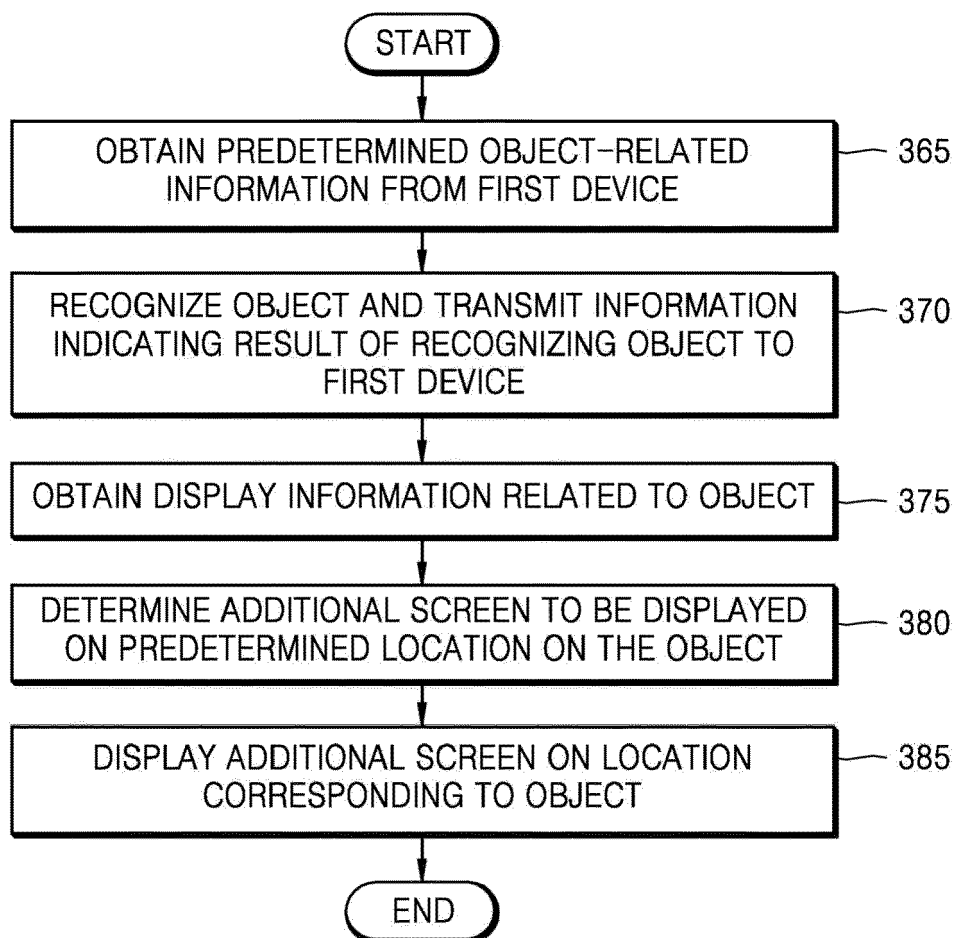 START
OBTAIN PREDETERMINED OBJECT-RELATED
INFORMATION FROM FIRST DEVICE
365
RECOGNIZE OBJECT AND TRANSMIT INFORMATION
INDICATING RESULT OF RECOGNIZING OBJECT TO
FIRST DEVICE
370
OBTAIN DISPLAY INFORMATION RELATED TO OBJECT
375
DETERMINE ADDITIONAL SCREEN TO BE DISPLAYED
ON PREDETERMINED LOCATION ON THE OBJECT
380
DISPLAY ADDITIONAL SCREEN ON LOCATION
CORRESPONDING TO OBJECT
385
END